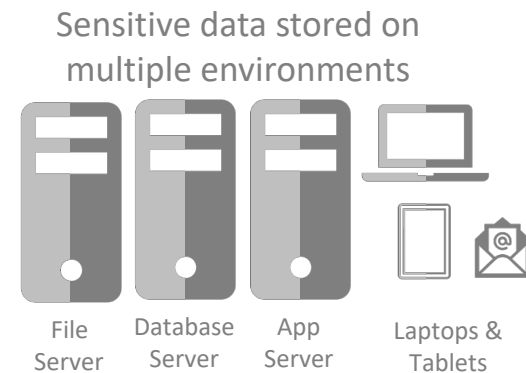 Sensitive data stored on
multiple environments
@
File
Server
Database
Server
App
Server
Laptops &
Tablets